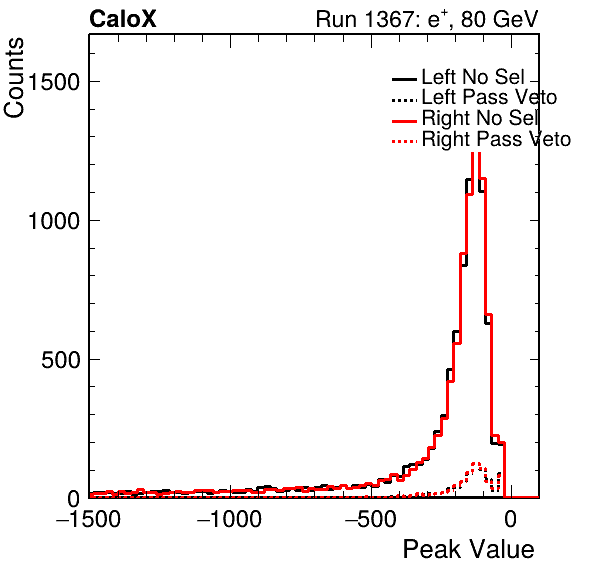 CaloX Run 1367: e⁺, 80 GeV
Counts
1500
Left No Sel
Left Pass Veto
Right No Sel
Right Pass Veto
1000
500
0
−1500 −1000 −500 0
Peak Value